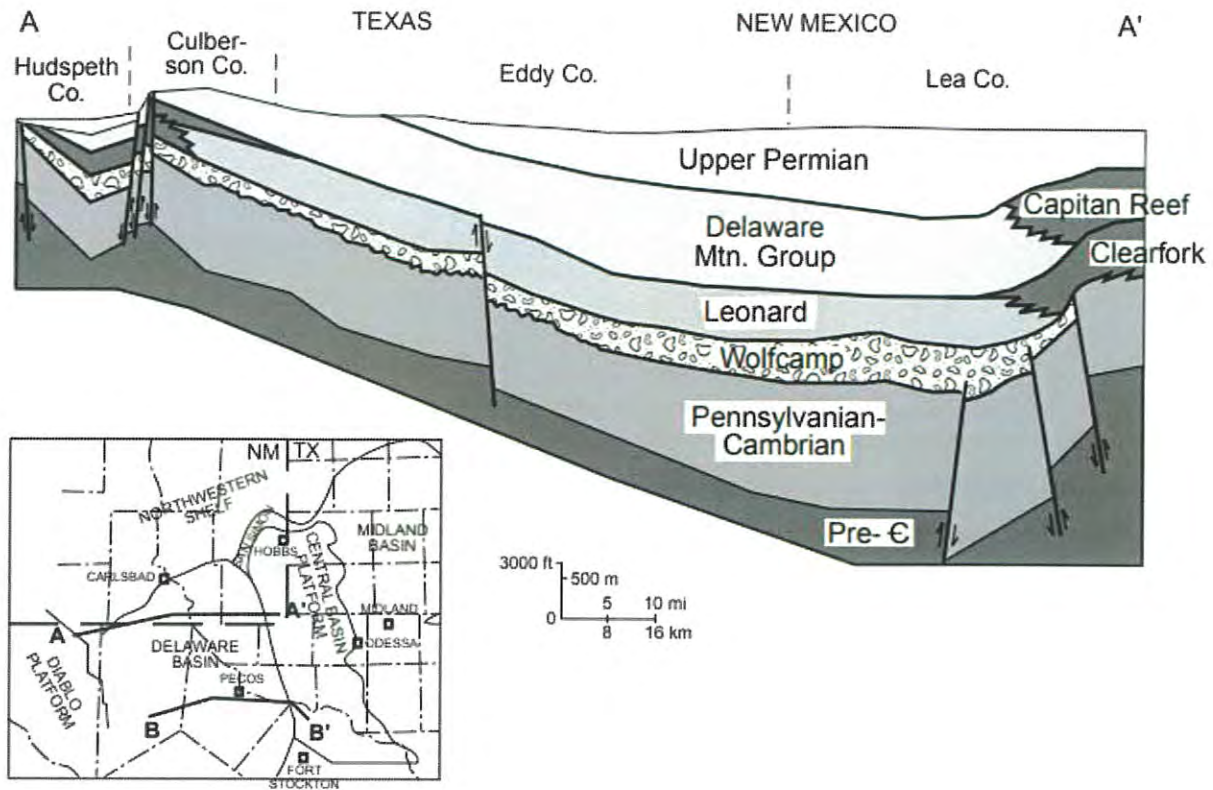 A
TEXAS
NEW MEXICO
A'
Hudspeth
Co.
Culber-
son Co.
Eddy Co.
Lea Co.
Upper Permian
Capitan Reef
Delaware
Mtn. Group
Clearfork
Leonard
Wolfcamp
Pennsylvanian-
Cambrian
Pre- Є
3000 ft
500 m
0
5
10 mi
8
16 km
NM
TX
NORTHWESTERN
SHELF
SAN SIMON
HOBBS
MIDLAND
BASIN
CARLSBAD
CENTRAL BASIN
PLATFORM
A
A'
MIDLAND
ODESSA
DELAWARE
BASIN
DIABLO
PLATFORM
PECOS
B
B'
FORT
STOCKTON